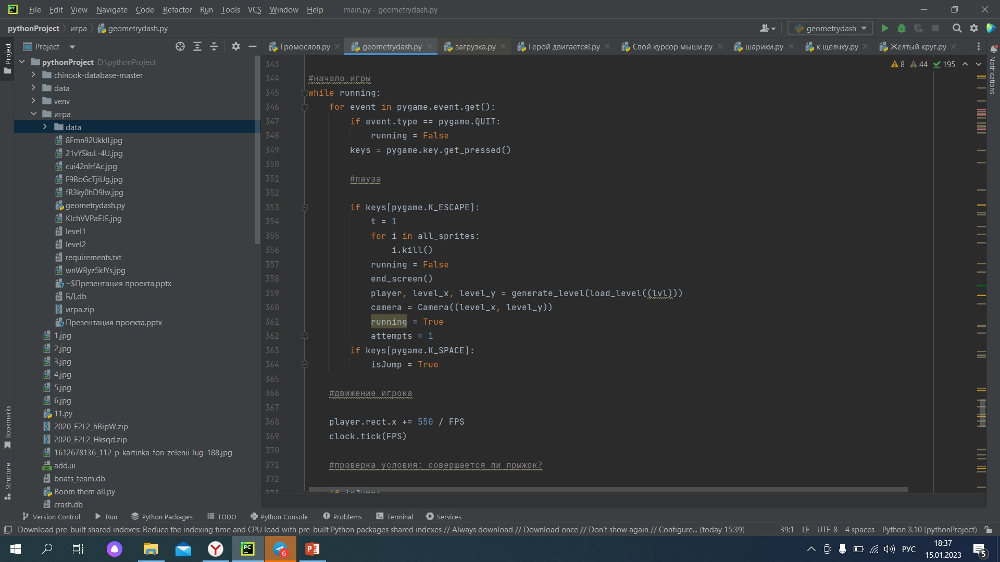 File Edit View Navigate Code Refactor Run Tools VCS Window Help main.py - geometrydash.py
pythonProject игра geometrydash.py
geometrydash
Project
Громослов.py geometrydash.py загрузка.py Герой двигается!.py Свой курсор мыши.py шарики.py к щелчку.py Желтый круг.py
Project
Bookmarks
Structure
Notifications
pythonProject D:\pythonProject
chinook-database-master
data
venv
игра
data
8Fmn92UkkII.jpg
21vYSkuL-4U.jpg
cui42nlrfAc.jpg
F9BoGcTjiUg.jpg
fR3ky0hD9Iw.jpg
geometrydash.py
KIchVVPaEJE.jpg
level1
level2
requirements.txt
wnWByz5kJYs.jpg
~$Презентация проекта.pptx
БД.db
игра.zip
Презентация проекта.pptx
1.jpg
2.jpg
3.jpg
4.jpg
5.jpg
6.jpg
11.py
2020_E2L2_hBipW.zip
2020_E2L2_Hksqd.zip
1612678136_112-p-kartinka-fon-zelenii-lug-188.jpg
add.ui
boats_team.db
Boom them all.py
crash.db
8 44 195
343
344 #начало игры
345 while running:
346 for event in pygame.event.get():
347 if event.type == pygame.QUIT:
348 running = False
349 keys = pygame.key.get_pressed()
350
351 #пауза
352
353 if keys[pygame.K_ESCAPE]:
354 t = 1
355 for i in all_sprites:
356 i.kill()
357 running = False
358 end_screen()
359 player, level_x, level_y = generate_level(load_level((lvl)))
360 camera = Camera((level_x, level_y))
361 running = True
362 attempts = 1
363 if keys[pygame.K_SPACE]:
364 isJump = True
365
366 #движение игрока
367
368 player.rect.x += 550 / FPS
369 clock.tick(FPS)
370
371 #проверка условия: совершается ли прыжок?
372
373 if isJump:
Version Control Run Python Packages TODO Python Console Problems Terminal Services
Download pre-built shared indexes: Reduce the indexing time and CPU load with pre-built Python packages shared indexes // Always download // Download once // Don't show again // Configure... (today 15:39) 39:1 LF UTF-8 4 spaces Python 3.10 (pythonProject)
6
РУС
18:37
15.01.2023
5